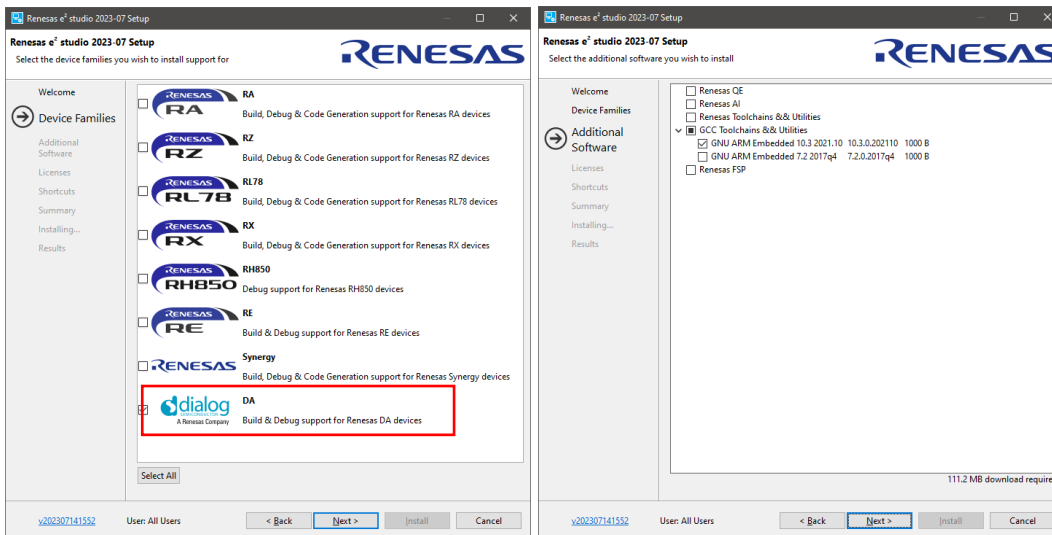 Renesas e² studio 2023-07 Setup
Renesas e² studio 2023-07 Setup
Select the device families you wish to install support for
RENESAS
Welcome
Device Families
Additional
Software
Licenses
Shortcuts
Summary
Installing...
Results
RENESAS
RA
RA
Build, Debug & Code Generation support for Renesas RA devices
RENESAS
RZ
RZ
Build, Debug & Code Generation support for Renesas RZ devices
RENESAS
RL78
RL78
Build, Debug & Code Generation support for Renesas RL78 devices
RENESAS
RX
RX
Build, Debug & Code Generation support for Renesas RX devices
RENESAS
RH850
RH850
Debug support for Renesas RH850 devices
RENESAS
RE
RE
Build & Debug support for Renesas RE devices
RENESAS
Synergy
Build, Debug & Code Generation support for Renesas Synergy devices
dialog
SEMICONDUCTOR
A Renesas Company
DA
Build & Debug support for Renesas DA devices
Select All
v202307141552
User: All Users
< Back
Next >
Install
Cancel
Renesas e² studio 2023-07 Setup
Renesas e² studio 2023-07 Setup
Select the additional software you wish to install
RENESAS
Welcome
Device Families
Additional
Software
Licenses
Shortcuts
Summary
Installing...
Results
Renesas QE
Renesas AI
Renesas Toolchains && Utilities
GCC Toolchains && Utilities
GNU ARM Embedded 10.3 2021.10 10.3.0.202110 1000 B
GNU ARM Embedded 7.2 2017q4 7.2.0.2017q4 1000 B
Renesas FSP
111.2 MB download require
v202307141552
User: All Users
< Back
Next >
Install
Cancel